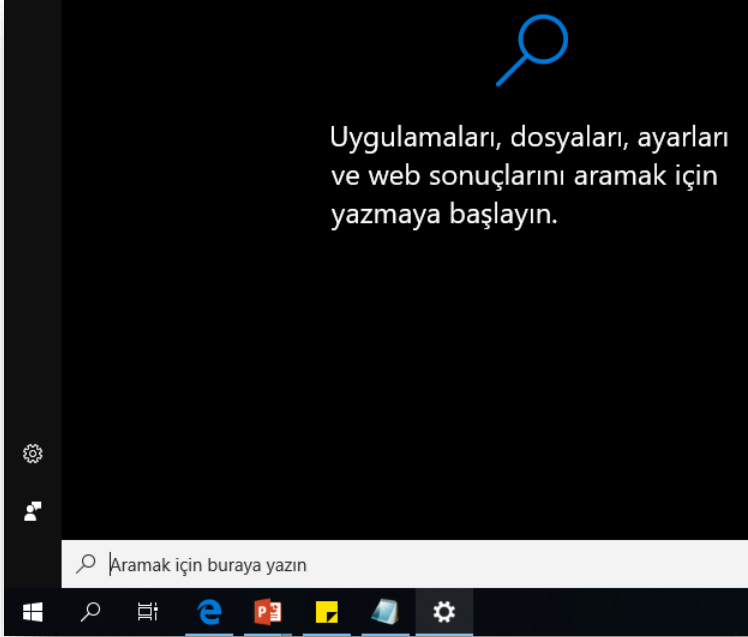 Uygulamaları, dosyaları, ayarları
ve web sonuçlarını aramak için
yazmaya başlayın.
Aramak için buraya yazın